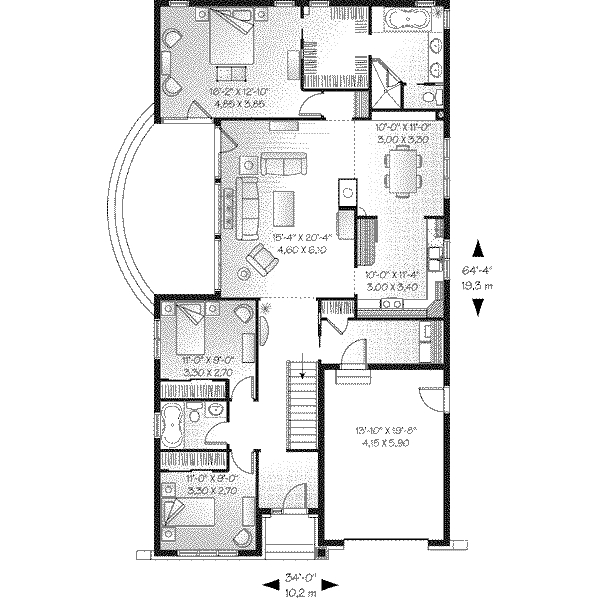 16'-2" X 12'-10"
4,85 X 3,85
10'-0" X 11'-0"
3,00 X 3,30
15'-4" X 20'-4"
4,60 X 6,10
10'-0" X 11'-4"
3,00 X 3,40
64'-4"
19,3 m
11'-0" X 9'-0"
3,30 X 2,70
13'-10" X 19'-8"
4,15 X 5,90
11'-0" X 9'-0"
3,30 X 2,70
34'-0"
10,2 m